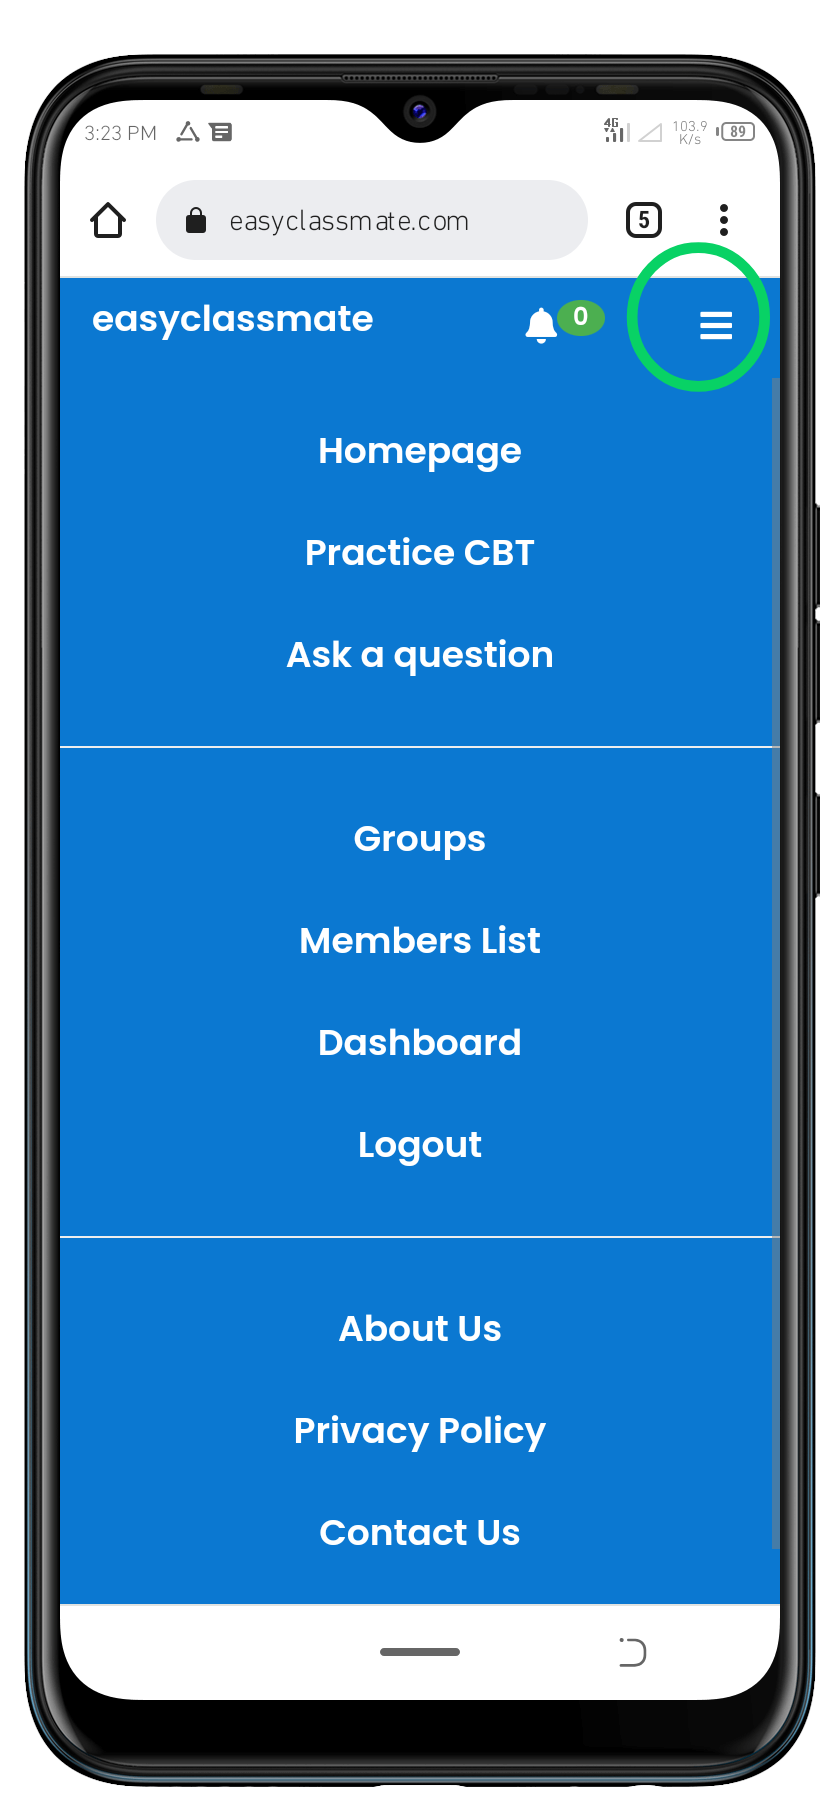 3:23 PM 4G 103.9 K/s 89
easyclassmate.com 5
easyclassmate 0
Homepage
Practice CBT
Ask a question
Groups
Members List
Dashboard
Logout
About Us
Privacy Policy
Contact Us